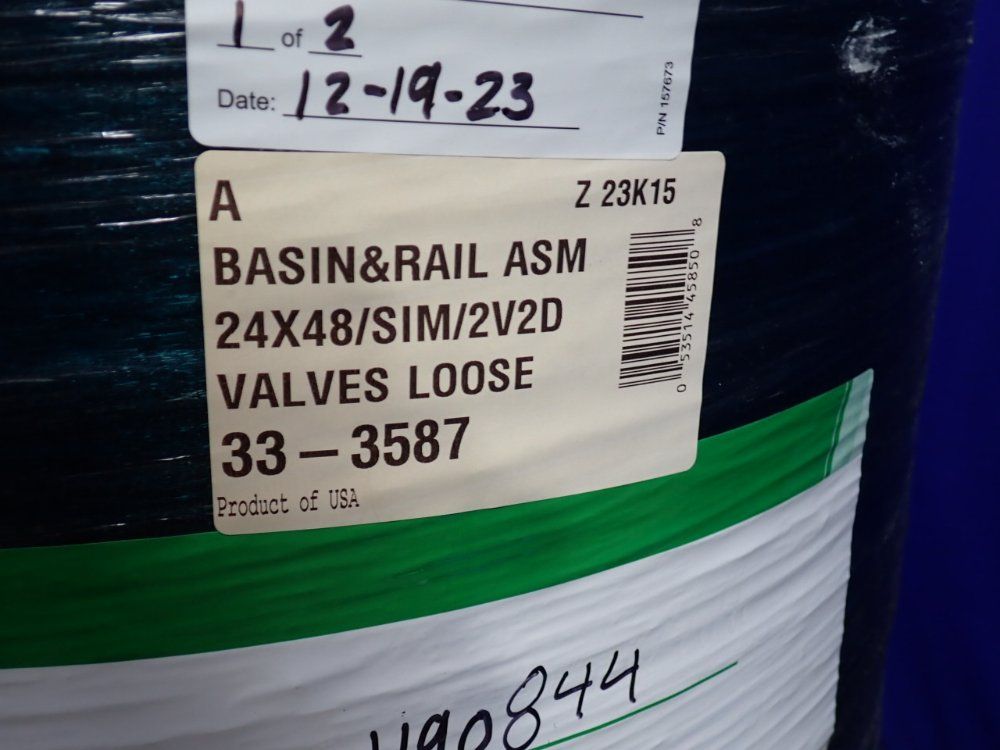 1 of 2
Date: 12-19-23
P/N 157673
A
Z 23K15
BASIN&RAIL ASM
24X48/SIM/2V2D
VALVES LOOSE
33-3587
Product of USA
0 53514 45850 8
490844